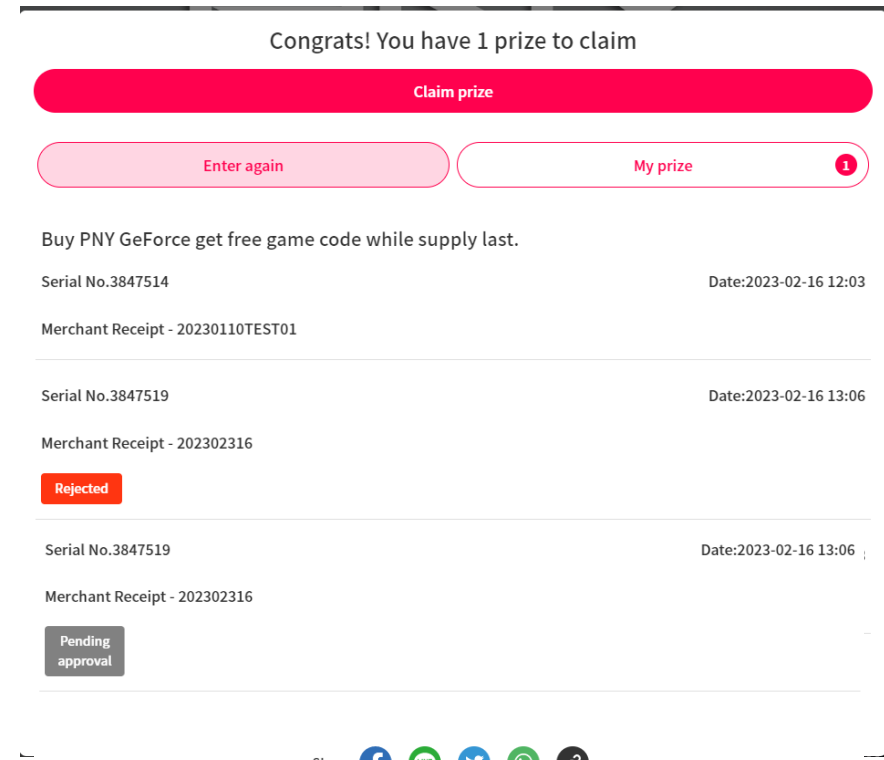 Congrats! You have 1 prize to claim
Claim prize
Enter again
My prize 1
Buy PNY GeForce get free game code while supply last.
Serial No.3847514 Date:2023-02-16 12:03
Merchant Receipt - 20230110TEST01
Serial No.3847519 Date:2023-02-16 13:06
Merchant Receipt - 202302316
Rejected
Serial No.3847519 Date:2023-02-16 13:06
Merchant Receipt - 202302316
Pending
approval